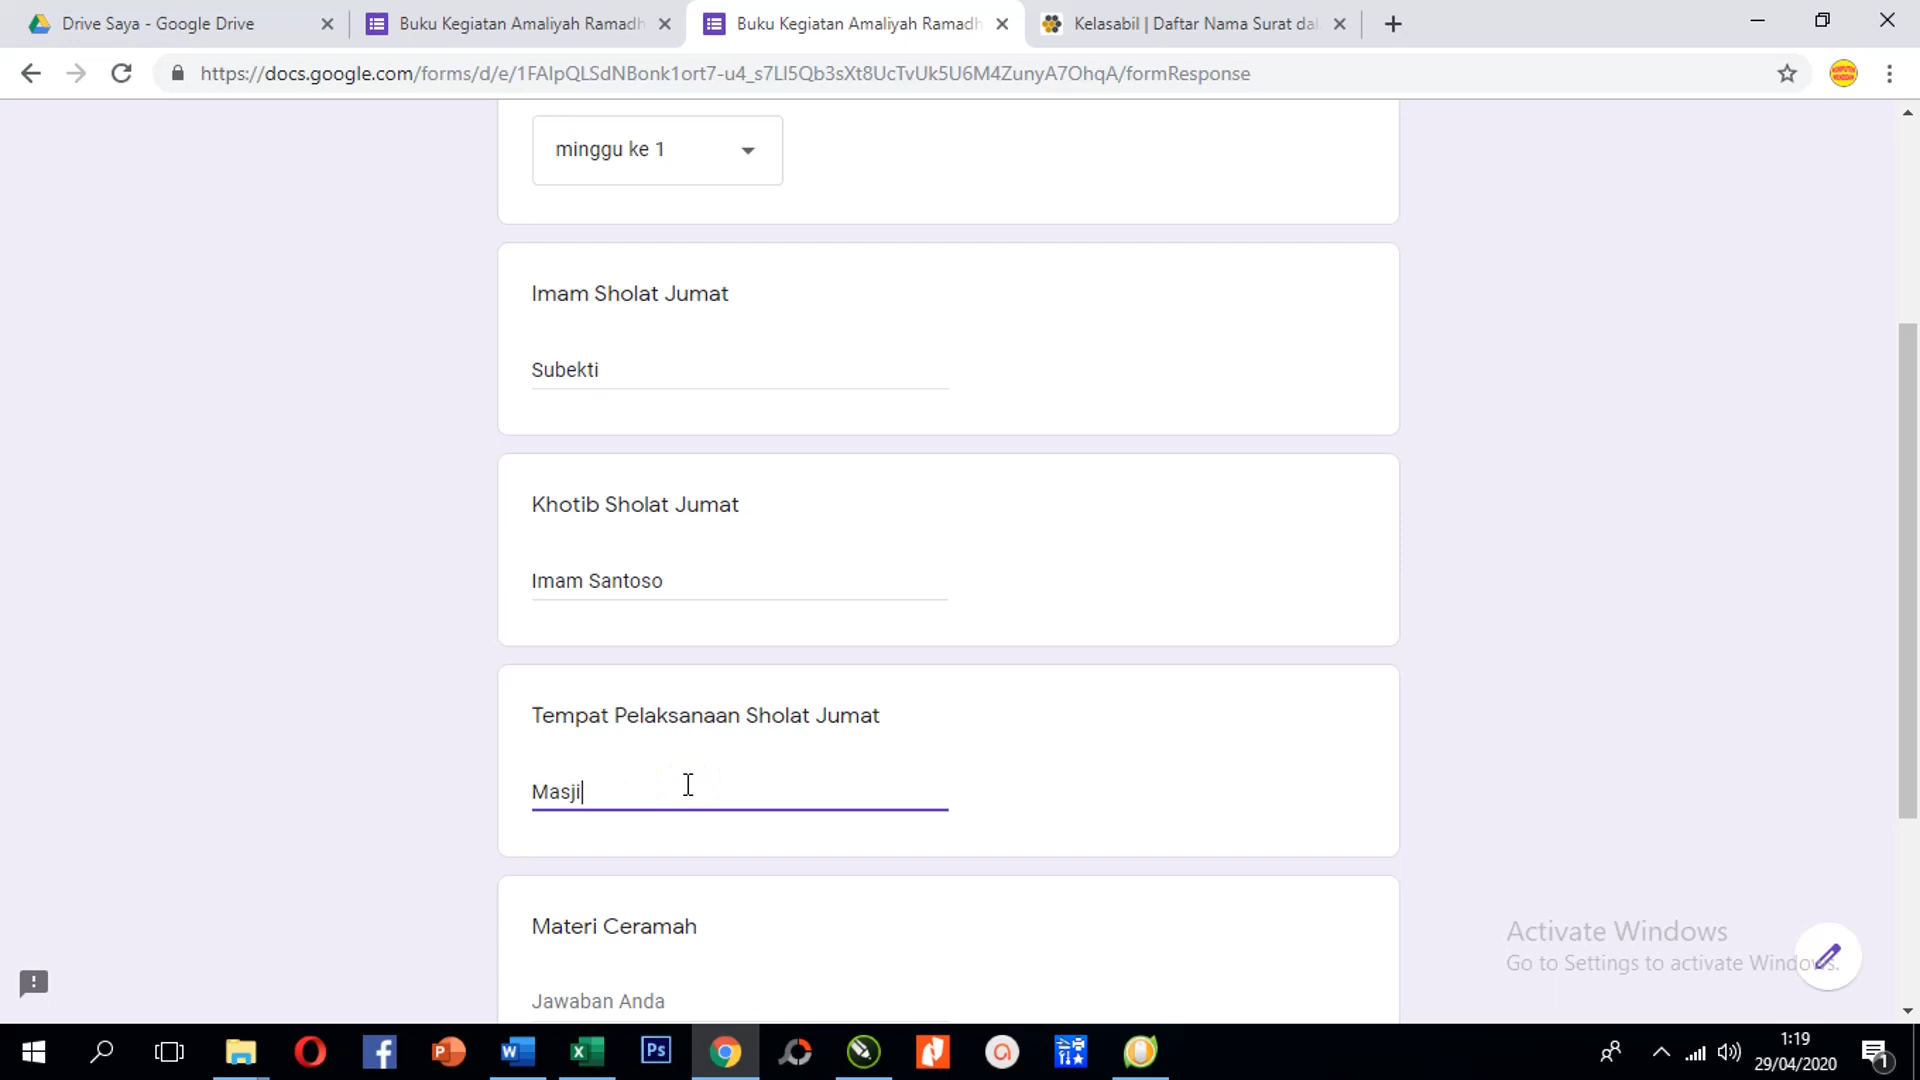 Drive Saya - Google Drive
Buku Kegiatan Amaliyah Ramadh
Buku Kegiatan Amaliyah Ramadh
Kelasabil | Daftar Nama Surat dal
https://docs.google.com/forms/d/e/1FAIpQLSdNBonk1ort7-u4_s7Ll5Qb3sXt8UcTvUk5U6M4ZunyA7OhqA/formResponse
minggu ke 1
Imam Sholat Jumat
Subekti
Khotib Sholat Jumat
Imam Santoso
Tempat Pelaksanaan Sholat Jumat
Masji
Materi Ceramah
Jawaban Anda
Activate Windows
Go to Settings to activate Windows.
1:19
29/04/2020
1